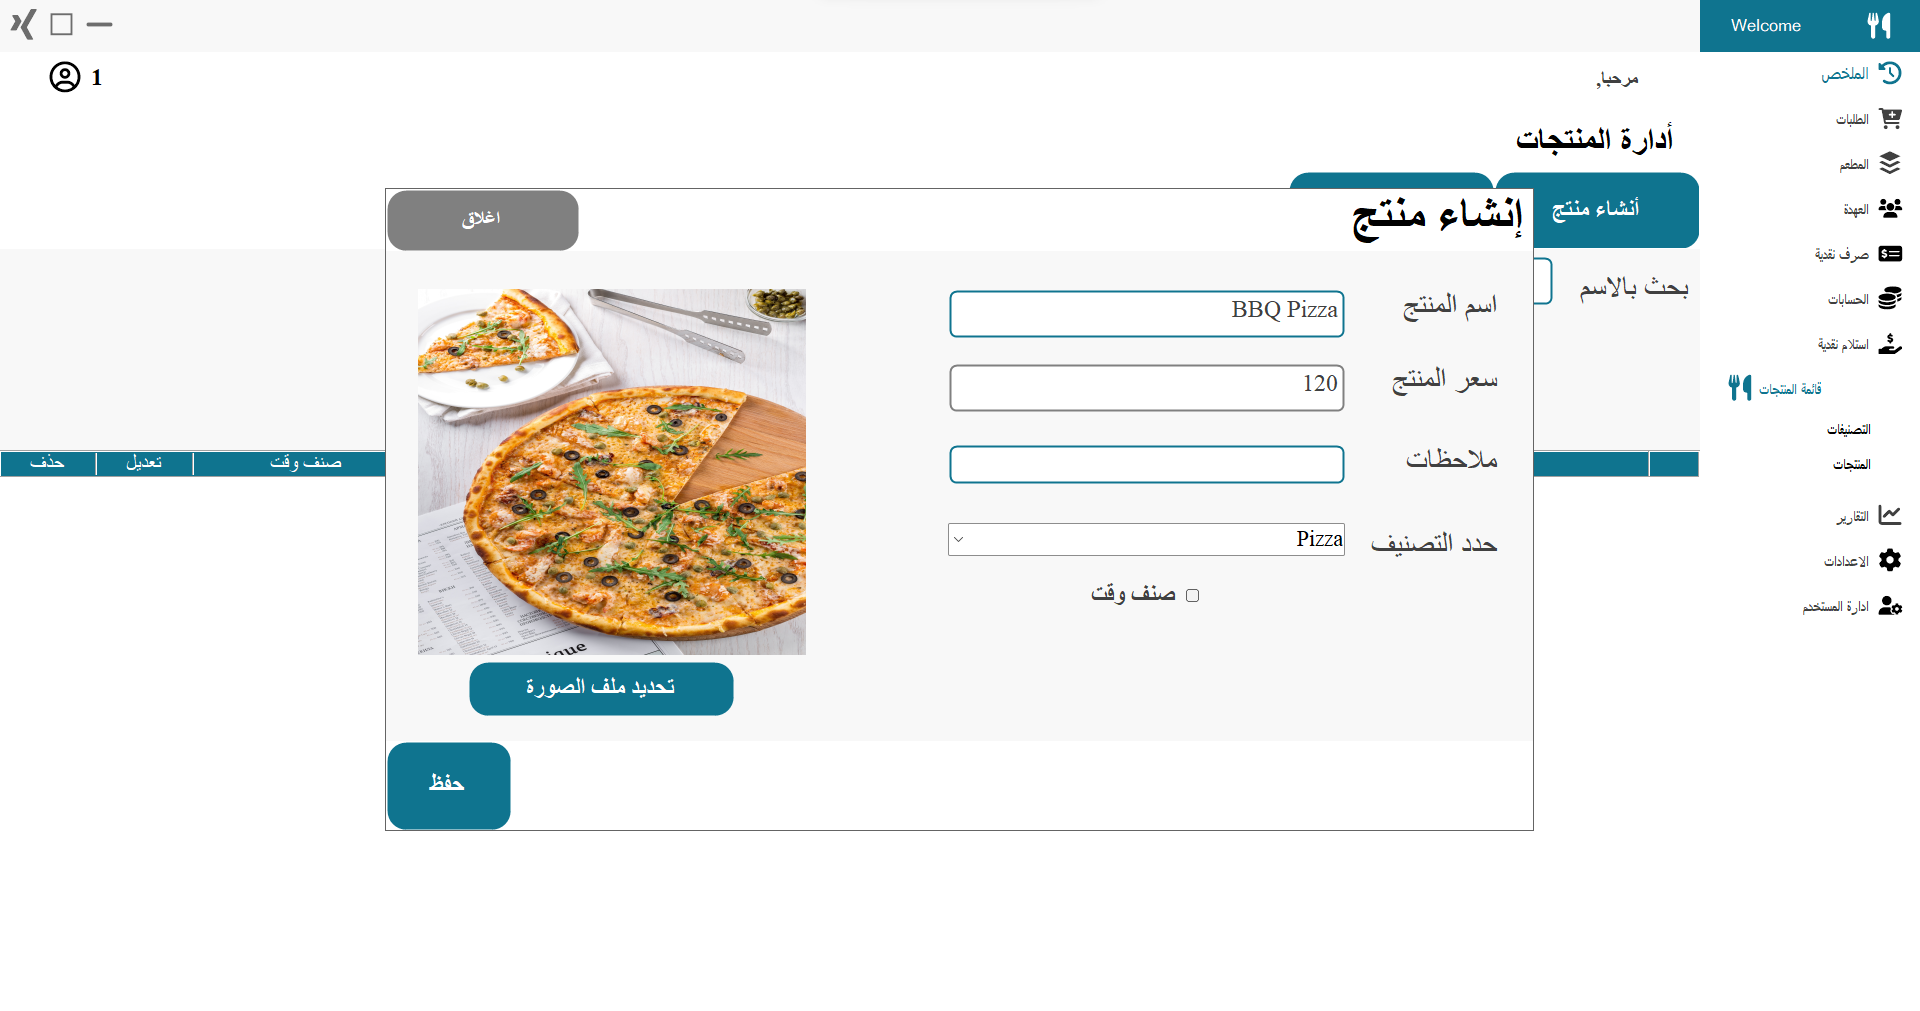 Welcome
1
مرحبا,
الملخص
الطلبات
المطعم
العهدة
صرف نقدية
الحسابات
استلام نقدية
قائمة المنتجات
التصنيفات
المنتجات
التقارير
الاعدادات
ادارة المستخدم
أدارة المنتجات
أنشاء منتج
بحث بالاسم
صنف وقت
تعديل
حذف
إنشاء منتج
اغلاق
اسم المنتج
BBQ Pizza
سعر المنتج
120
ملاحظات
حدد التصنيف
Pizza
صنف وقت
تحديد ملف الصورة
حفظ